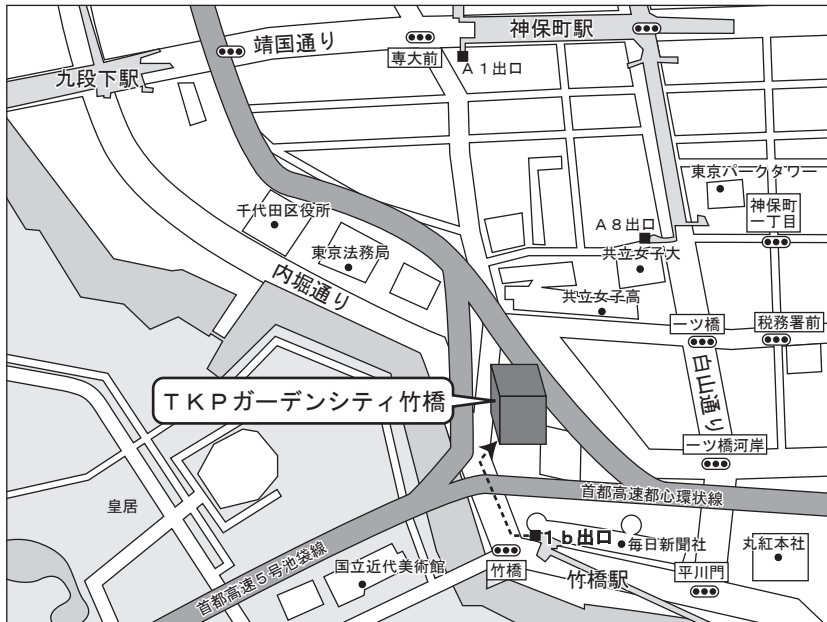 神保町駅
靖国通り
専大前
A1出口
九段下駅
東京パークタワー
神保町
一丁目
千代田区役所
A8出口
東京法務局
共立女子大
内堀通り
共立女子高
一ツ橋
税務署前
白山通り
TKPガーデンシティ竹橋
一ツ橋河岸
首都高速都心環状線
皇居
1b出口
毎日新聞社
丸紅本社
首都高速5号池袋線
国立近代美術館
竹橋
竹橋駅
平川門